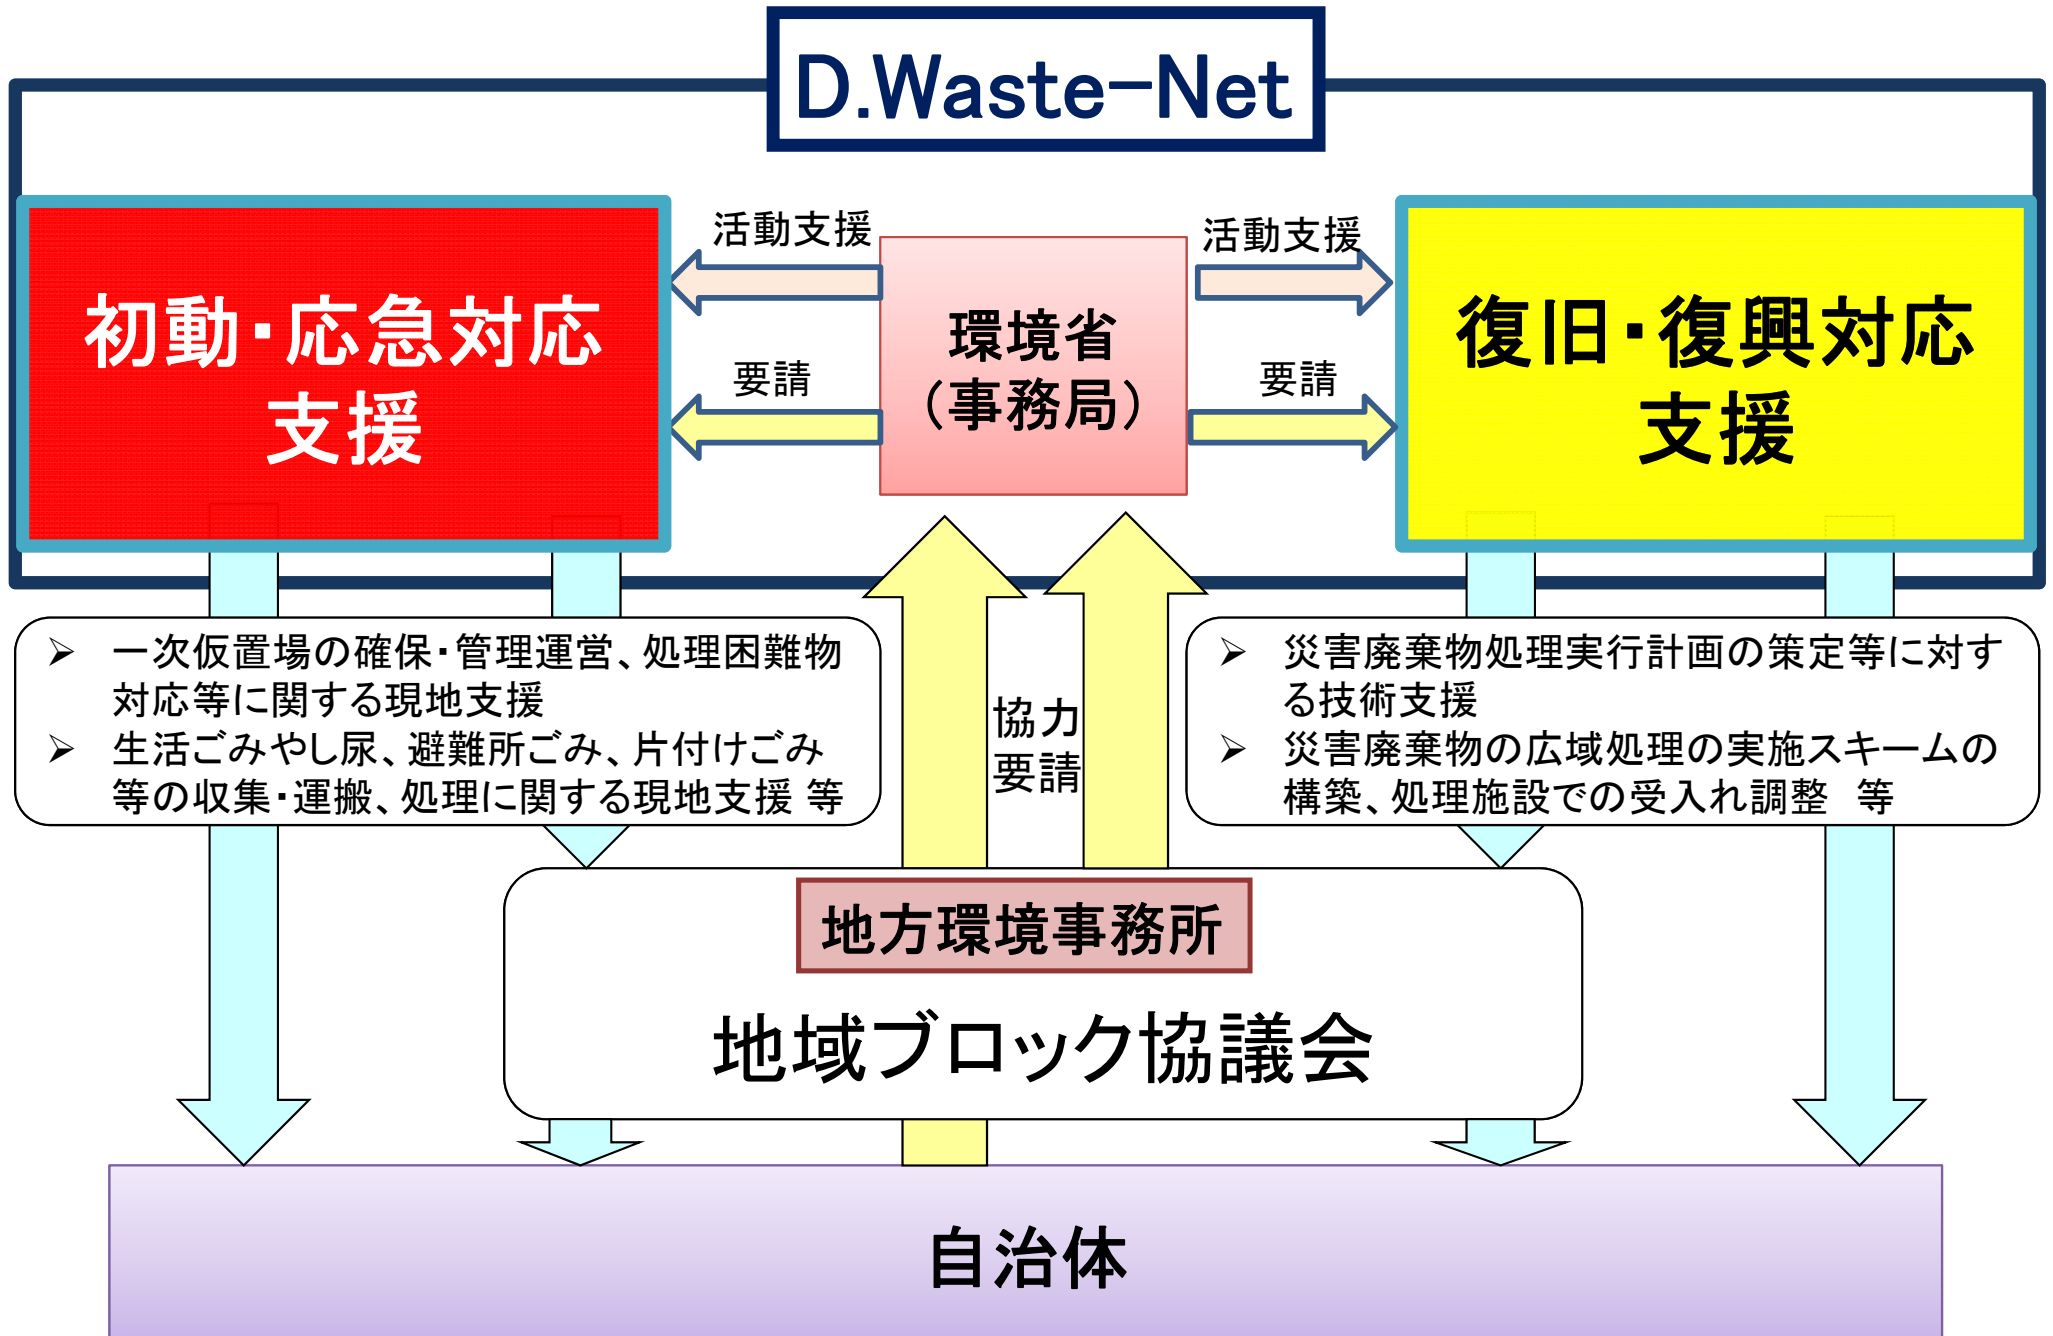 D.Waste-Net
初動・応急対応
支援
活動支援
要請
環境省
（事務局）
活動支援
要請
復旧・復興対応
支援
➢ 一次仮置場の確保・管理運営、処理困難物
対応等に関する現地支援
➢ 生活ごみやし尿、避難所ごみ、片付けごみ
等の収集・運搬、処理に関する現地支援 等
協力
要請
➢ 災害廃棄物処理実行計画の策定等に対す
る技術支援
➢ 災害廃棄物の広域処理の実施スキームの
構築、処理施設での受入れ調整　等
地方環境事務所
地域ブロック協議会
自治体